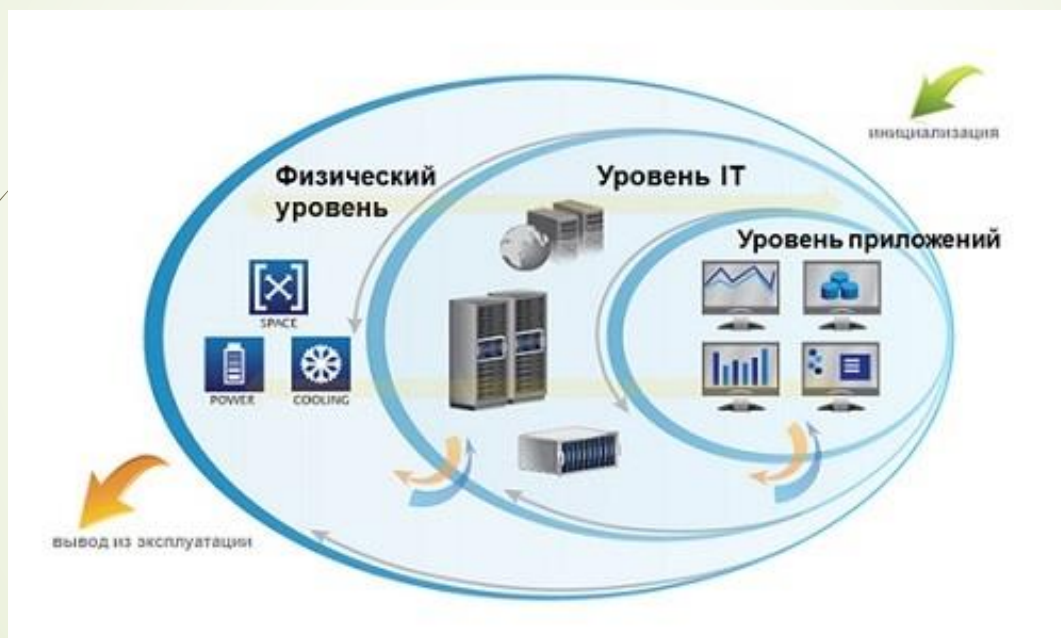 инициализация
Физический
уровень
Уровень IT
Уровень приложений
SPACE
POWER
COOLING
вывод из эксплуатации